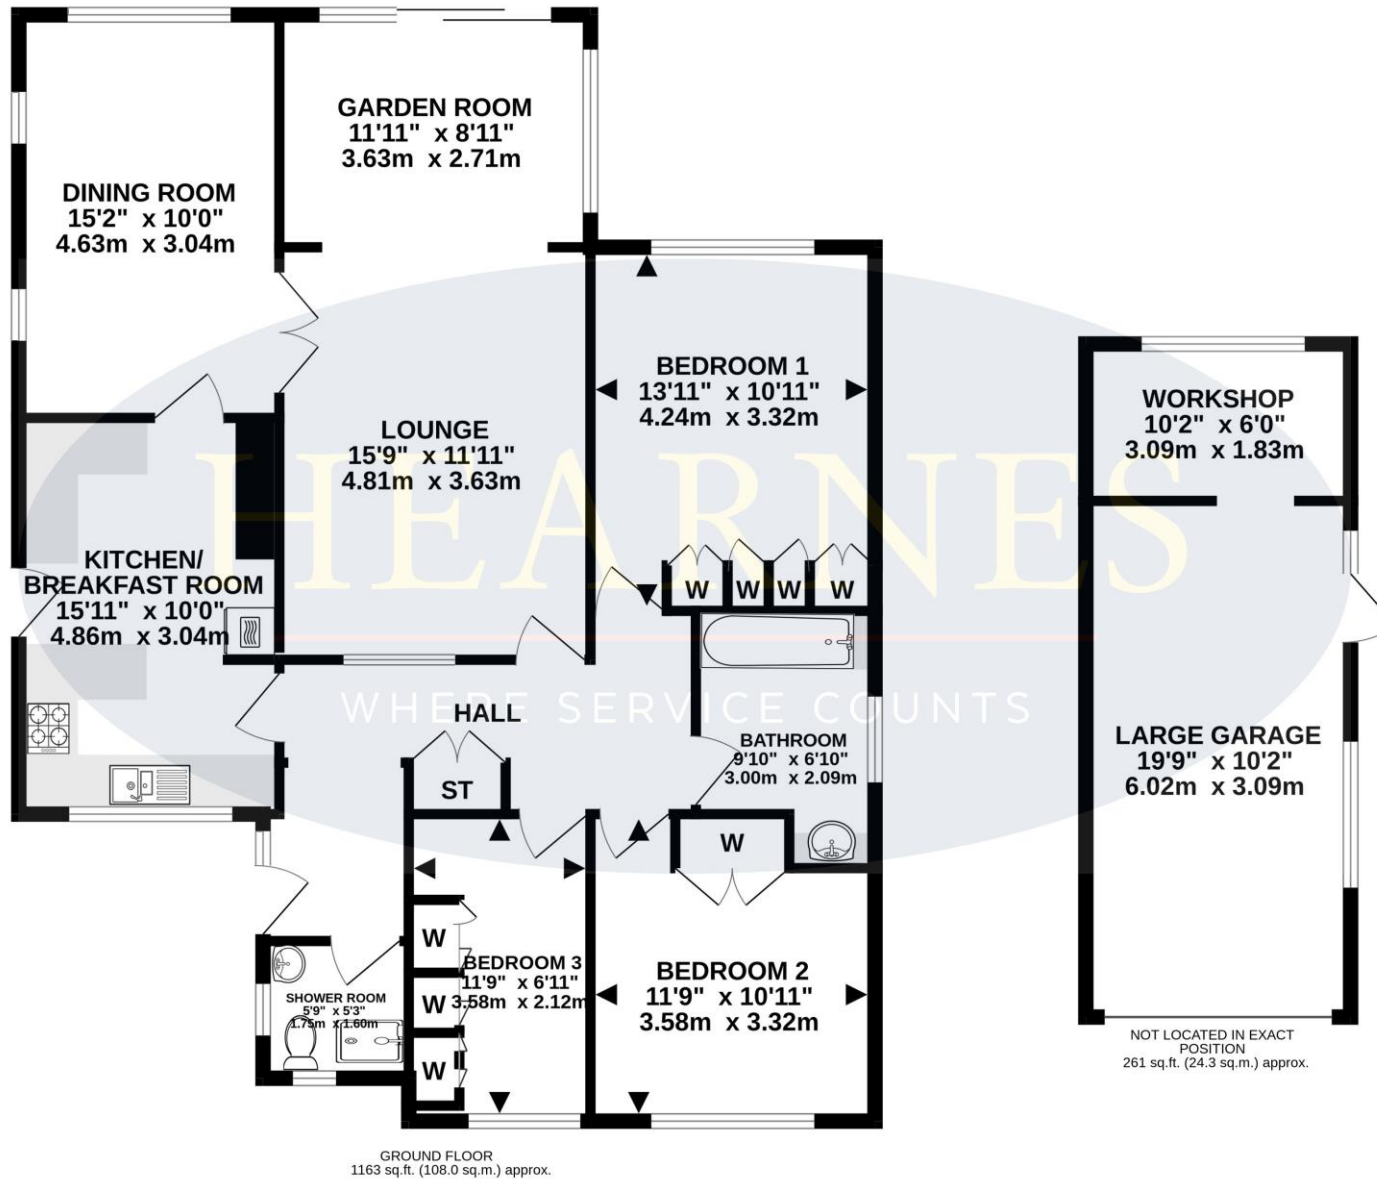 GARDEN ROOM
11'11" x 8'11"
3.63m x 2.71m
DINING ROOM
15'2" x 10'0"
4.63m x 3.04m
BEDROOM 1
13'11" x 10'11"
4.24m x 3.32m
WORKSHOP
10'2" x 6'0"
3.09m x 1.83m
LOUNGE
15'9" x 11'11"
4.81m x 3.63m
HEARNES
KITCHEN/
BREAKFAST ROOM
15'11" x 10'0"
4.86m x 3.04m
W
W
W
W
WHERE SERVICE COUNTS
HALL
BATHROOM
9'10" x 6'10"
3.00m x 2.09m
LARGE GARAGE
19'9" x 10'2"
6.02m x 3.09m
ST
W
W
BEDROOM 3
11'9" x 6'11"
3.58m x 2.12m
BEDROOM 2
11'9" x 10'11"
3.58m x 3.32m
SHOWER ROOM
5'9" x 5'3"
1.75m x 1.60m
W
W
NOT LOCATED IN EXACT
POSITION
261 sq.ft. (24.3 sq.m.) approx.
GROUND FLOOR
1163 sq.ft. (108.0 sq.m.) approx.